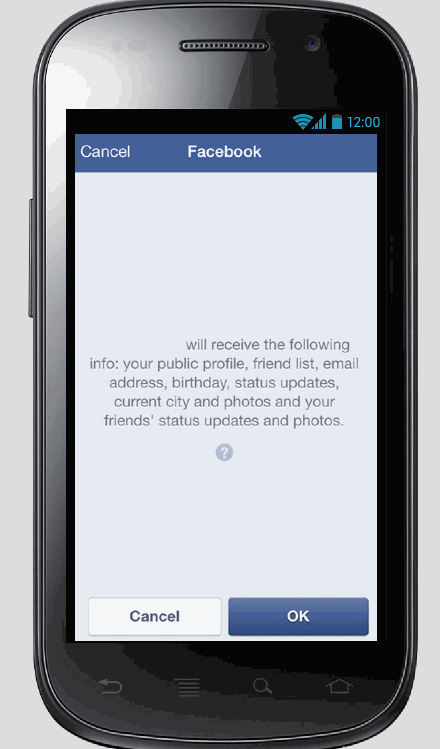 12:00
Cancel Facebook
will receive the following
info: your public profile, friend list, email
address, birthday, status updates,
current city and photos and your
friends' status updates and photos.
?
Cancel OK